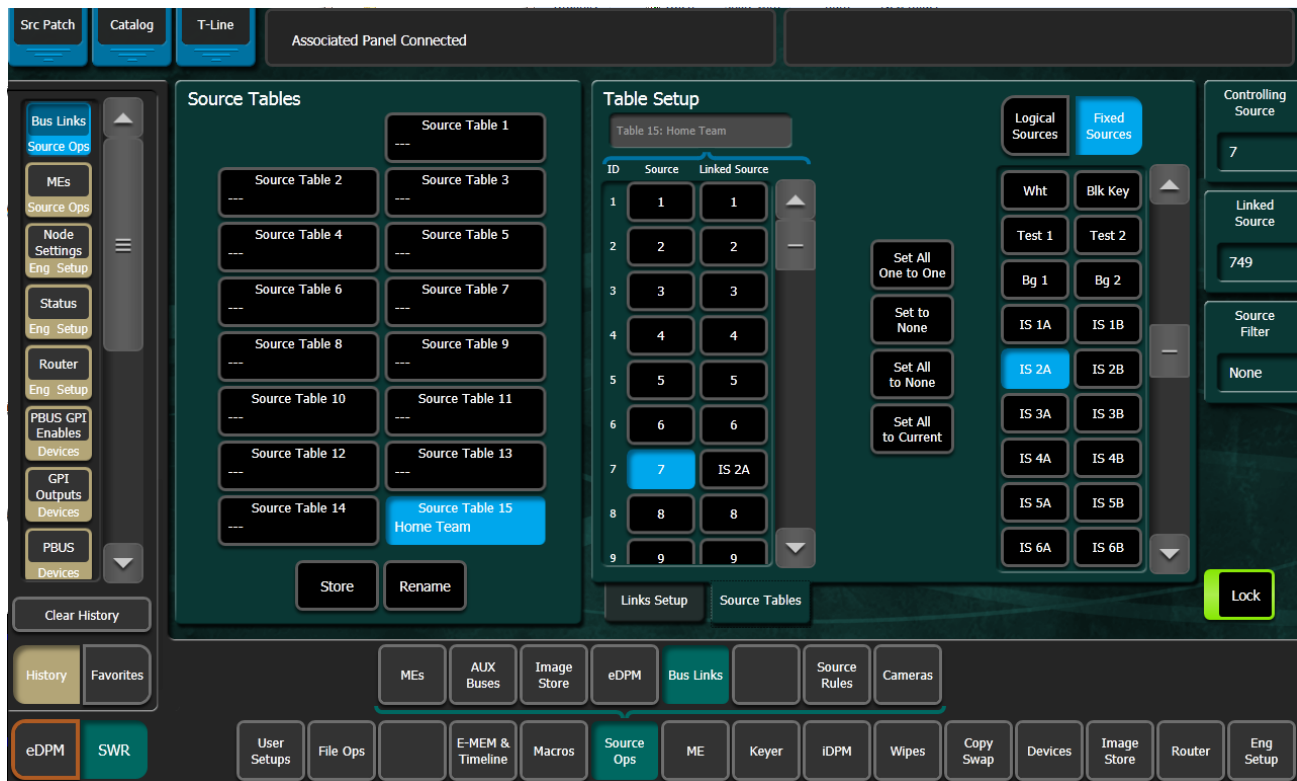 Src Patch
Catalog
T-Line
Associated Panel Connected
Bus Links
Source Ops
MEs
Source Ops
Node
Settings
Eng Setup
Status
Eng Setup
Router
Eng Setup
PBUS GPI
Enables
Devices
GPI
Outputs
Devices
PBUS
Devices
Clear History
History
Favorites
Source Tables
Source Table 1
---
Source Table 2
---
Source Table 3
---
Source Table 4
---
Source Table 5
---
Source Table 6
---
Source Table 7
---
Source Table 8
---
Source Table 9
---
Source Table 10
---
Source Table 11
---
Source Table 12
---
Source Table 13
---
Source Table 14
---
Source Table 15
Home Team
Store
Rename
Table Setup
Table 15: Home Team
ID Source Linked Source
1 1 1
2 2 2
3 3 3
4 4 4
5 5 5
6 6 6
7 7 IS 2A
8 8 8
9 9 9
Set All
One to One
Set to
None
Set All
to None
Set All
to Current
Logical
Sources
Fixed
Sources
Wht Blk Key
Test 1 Test 2
Bg 1 Bg 2
IS 1A IS 1B
IS 2A IS 2B
IS 3A IS 3B
IS 4A IS 4B
IS 5A IS 5B
IS 6A IS 6B
Links Setup
Source Tables
Controlling
Source
7
Linked
Source
749
Source
Filter
None
Lock
MEs
AUX
Buses
Image
Store
eDPM
Bus Links
Source
Rules
Cameras
eDPM
SWR
User
Setups
File Ops
E-MEM &
Timeline
Macros
Source
Ops
ME
Keyer
iDPM
Wipes
Copy
Swap
Devices
Image
Store
Router
Eng
Setup